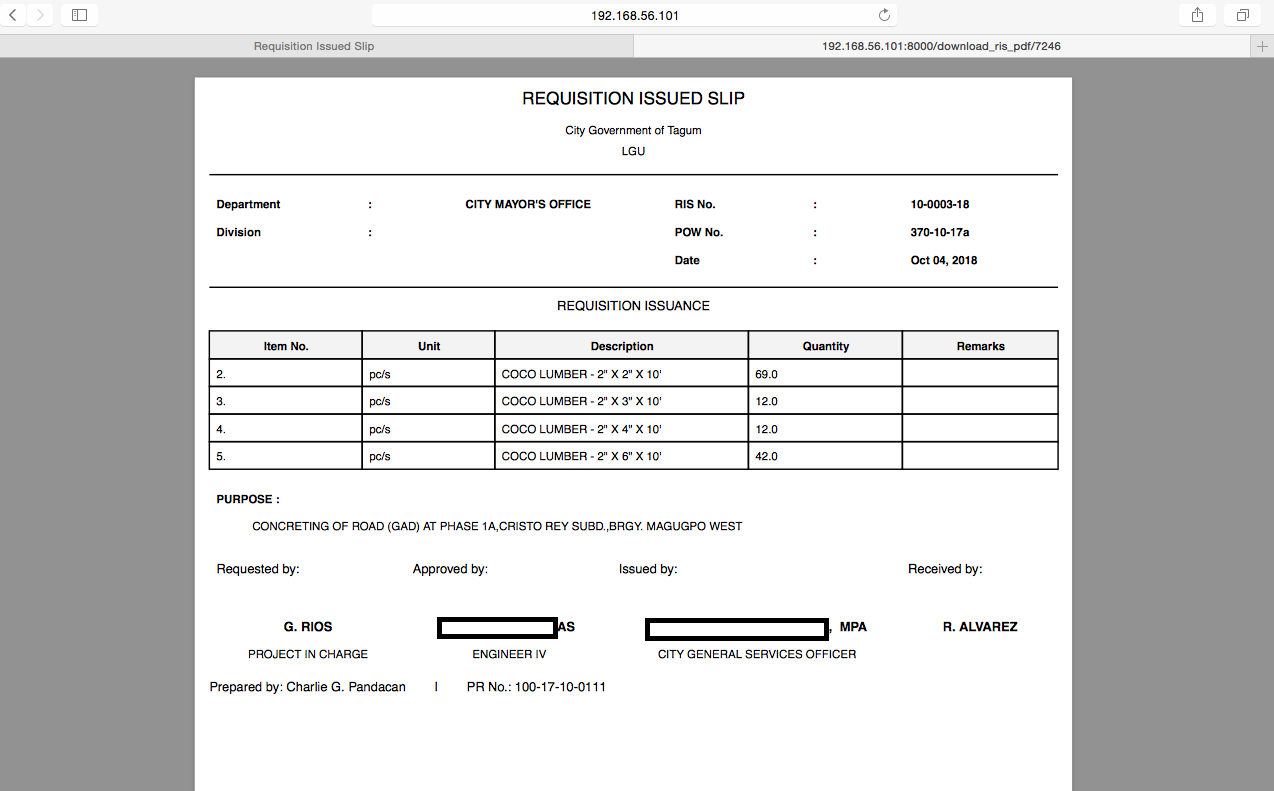 192.168.56.101
Requisition Issued Slip
192.168.56.101:8000/download_ris_pdf/7246
REQUISITION ISSUED SLIP
City Government of Tagum
LGU
Department : CITY MAYOR'S OFFICE RIS No. : 10-0003-18
Division : POW No. : 370-10-17a
Date : Oct 04, 2018
REQUISITION ISSUANCE
Item No. Unit Description Quantity Remarks
2. pc/s COCO LUMBER - 2" X 2" X 10' 69.0
3. pc/s COCO LUMBER - 2" X 3" X 10' 12.0
4. pc/s COCO LUMBER - 2" X 4" X 10' 12.0
5. pc/s COCO LUMBER - 2" X 6" X 10' 42.0
PURPOSE :
CONCRETING OF ROAD (GAD) AT PHASE 1A,CRISTO REY SUBD.,BRGY. MAGUGPO WEST
Requested by: Approved by: Issued by: Received by:
G. RIOS AS , MPA R. ALVAREZ
PROJECT IN CHARGE ENGINEER IV CITY GENERAL SERVICES OFFICER
Prepared by: Charlie G. Pandacan | PR No.: 100-17-10-0111